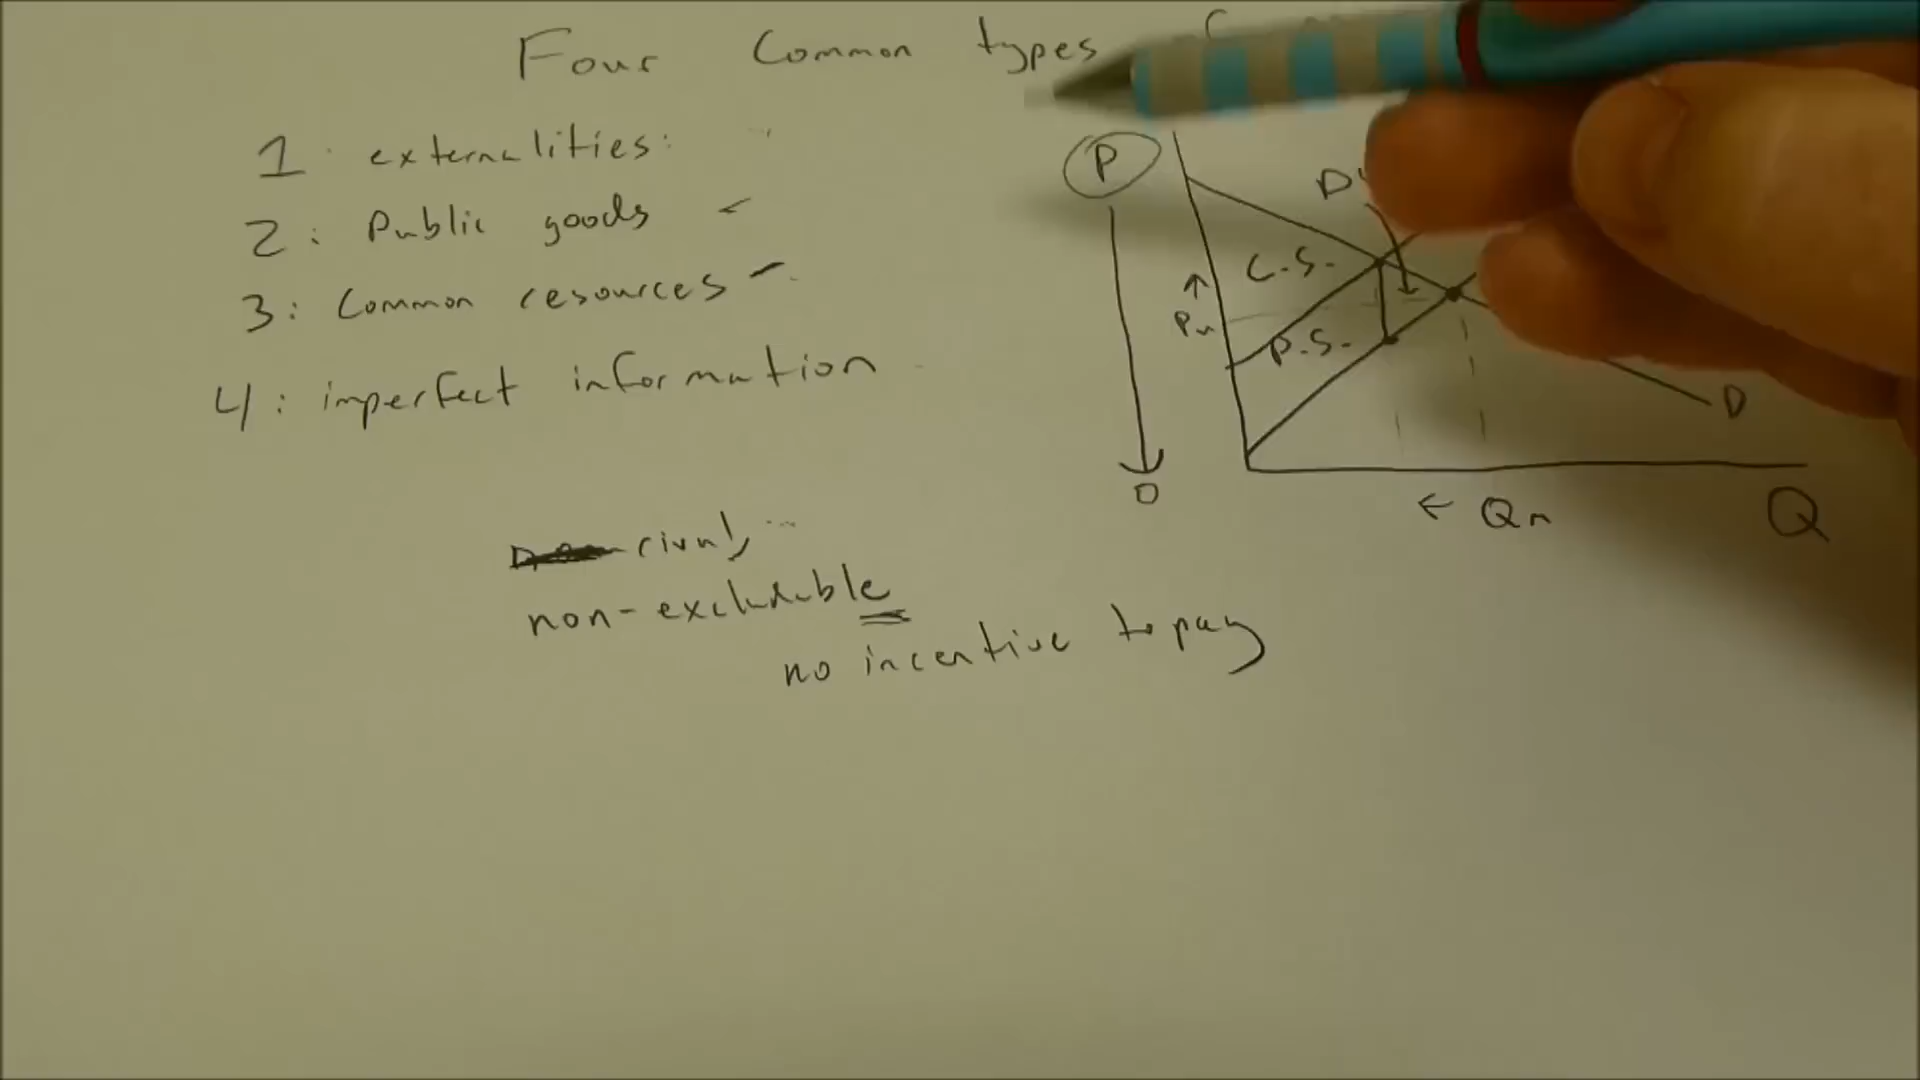 Four Common types
1 externalities:
2: Public goods
3: Common resources
4: imperfect information
P
D
C.S.
Pm
P.S.
D
0
← Qm
Q
rival,
non-excludable
no incentive to pay